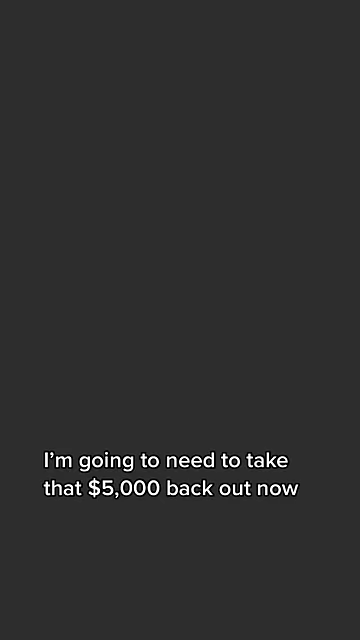 I’m going to need to take
that $5,000 back out now